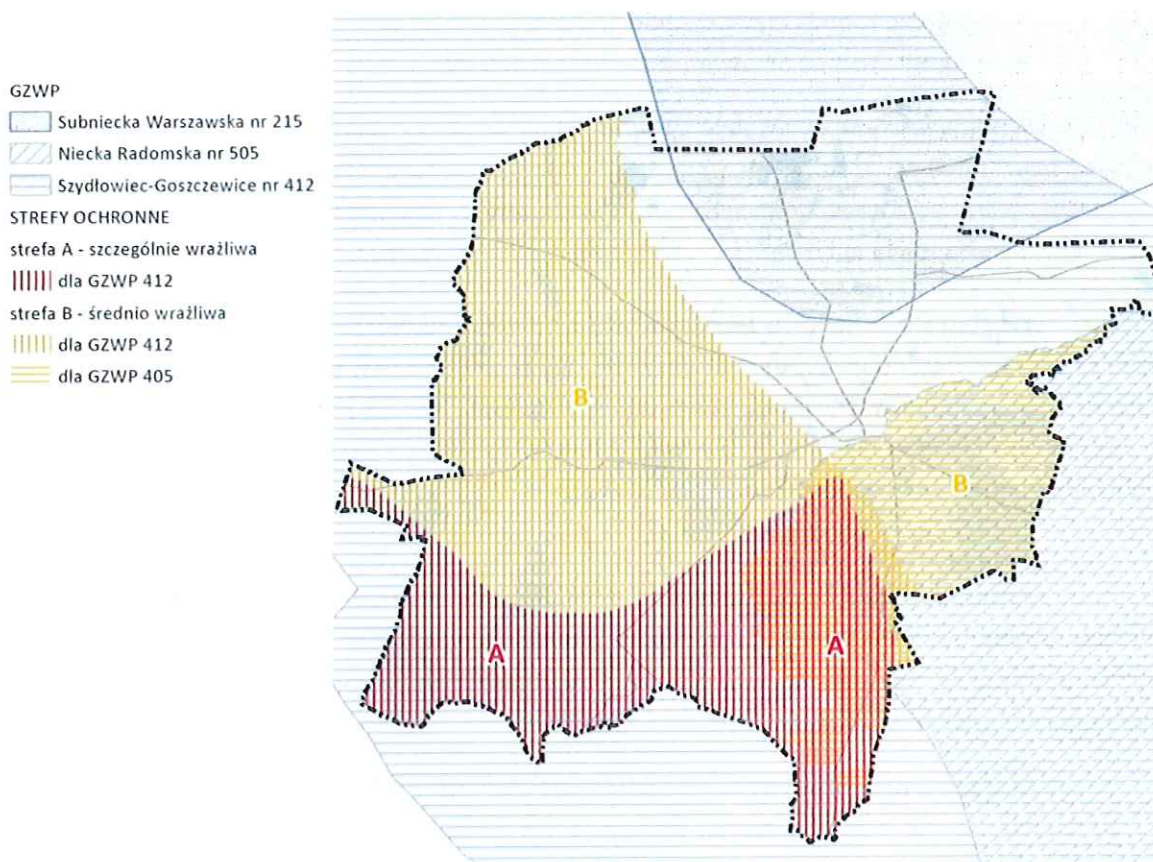 GZWP
Subniecka Warszawska nr 215
Niecka Radomska nr 505
Szydłowiec-Goszczewice nr 412
STREFY OCHRONNE
strefa A - szczególnie wrażliwa
dla GZWP 412
strefa B - średnio wrażliwa
dla GZWP 412
dla GZWP 405
B
B
A
A